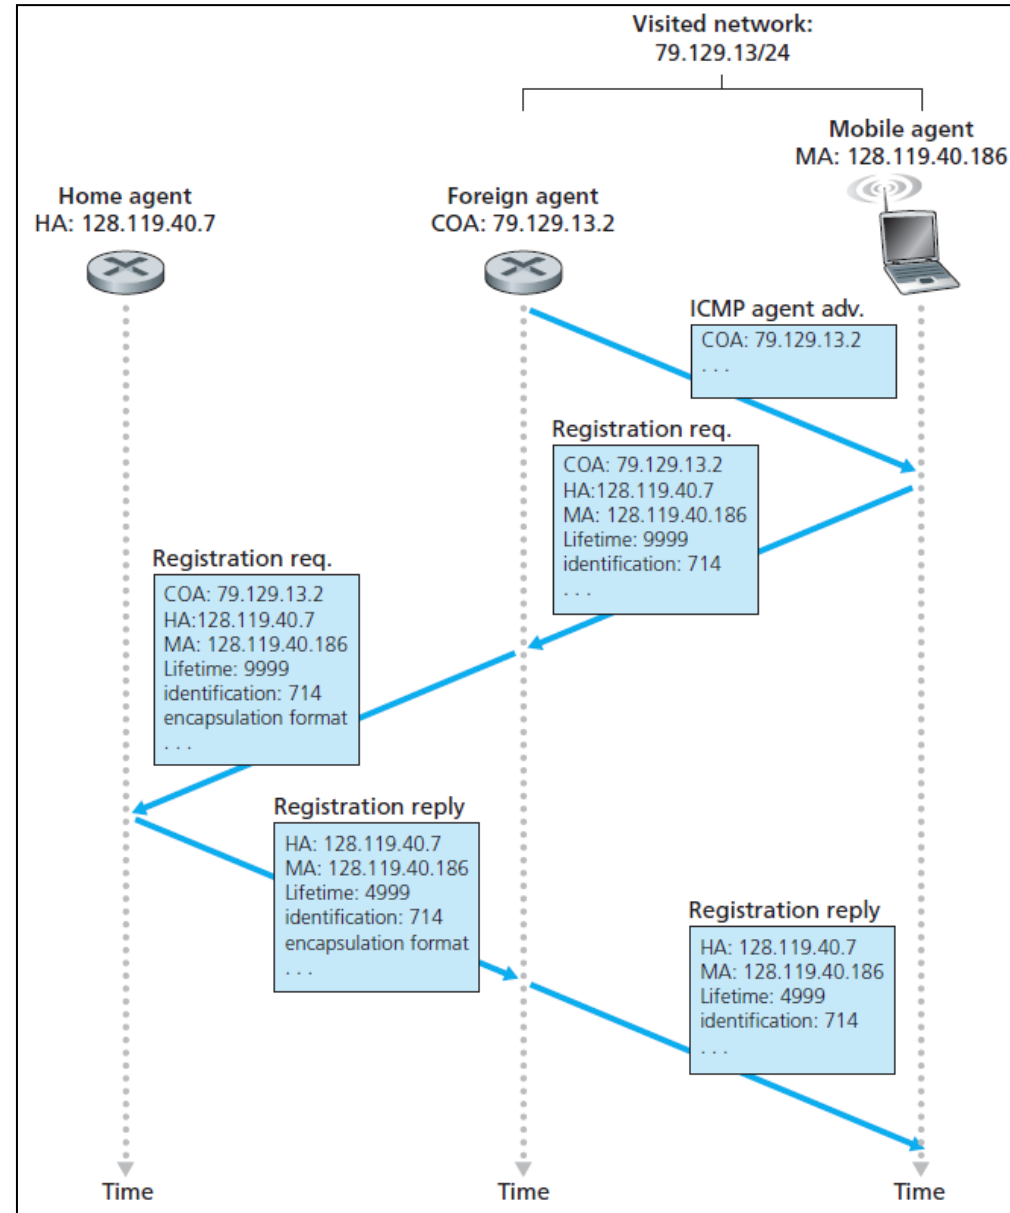 Visited network:
79.129.13/24
Mobile agent
MA: 128.119.40.186
Home agent
HA: 128.119.40.7
Foreign agent
COA: 79.129.13.2
ICMP agent adv.
COA: 79.129.13.2
. . .
Registration req.
COA: 79.129.13.2
HA:128.119.40.7
MA: 128.119.40.186
Lifetime: 9999
identification: 714
. . .
Registration req.
COA: 79.129.13.2
HA:128.119.40.7
MA: 128.119.40.186
Lifetime: 9999
identification: 714
encapsulation format
. . .
Registration reply
HA: 128.119.40.7
MA: 128.119.40.186
Lifetime: 4999
identification: 714
encapsulation format
. . .
Registration reply
HA: 128.119.40.7
MA: 128.119.40.186
Lifetime: 4999
identification: 714
. . .
Time
Time
Time